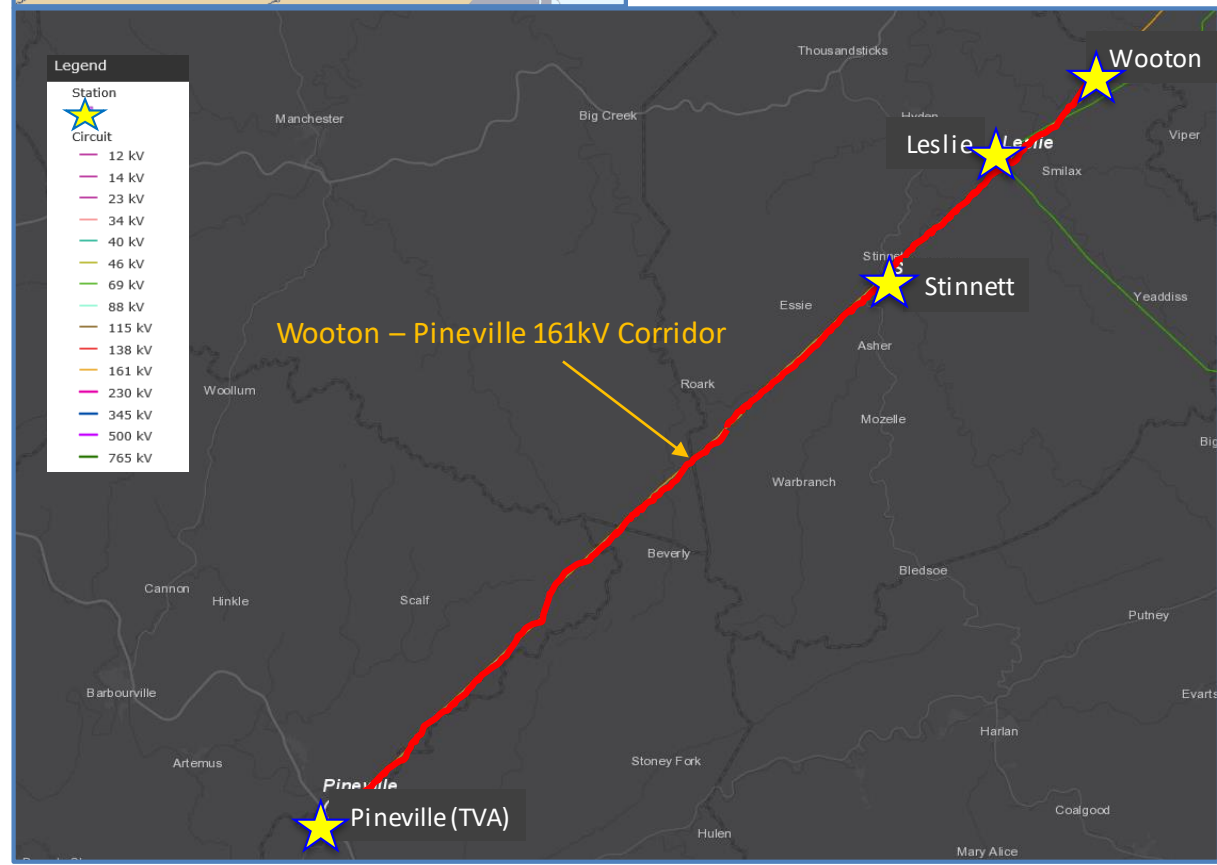 Legend
Station
Circuit
12 kV
14 kV
23 kV
34 kV
40 kV
46 kV
69 kV
88 kV
115 kV
138 kV
161 kV
230 kV
345 kV
500 kV
765 kV
Thousandsticks
Wooton
Manchester
Big Creek
Viper
Leslie
Leslie
Smilax
Stinnett
Essie
Yeaddiss
Wooton – Pineville 161kV Corridor
Asher
Roark
Woollum
Mozelle
Warbranch
Beverly
Bledsoe
Cannon
Hinkle
Scalf
Putney
Barbourville
Evarts
Harlan
Artemus
Stoney Fork
Pineville (TVA)
Coalgood
Hulen
Mary Alice